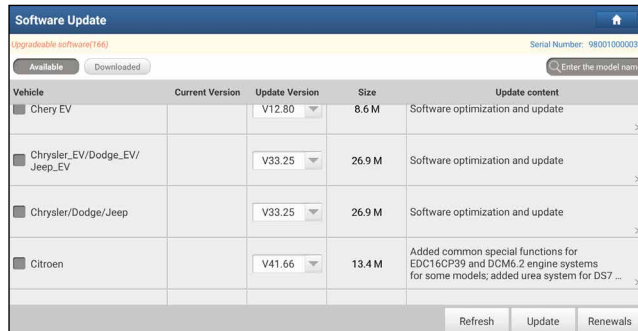 Software Update
Upgradeable software(166)
Serial Number: 98001000003
Available
Downloaded
Enter the model nam
Vehicle Current Version Update Version Size Update content
Chery EV V12.80 8.6 M Software optimization and update
Chrysler_EV/Dodge_EV/
Jeep_EV V33.25 26.9 M Software optimization and update
Chrysler/Dodge/Jeep V33.25 26.9 M Software optimization and update
Citroen V41.66 13.4 M Added common special functions for
EDC16CP39 and DCM6.2 engine systems
for some models; added urea system for DS7 ...
Refresh Update Renewals